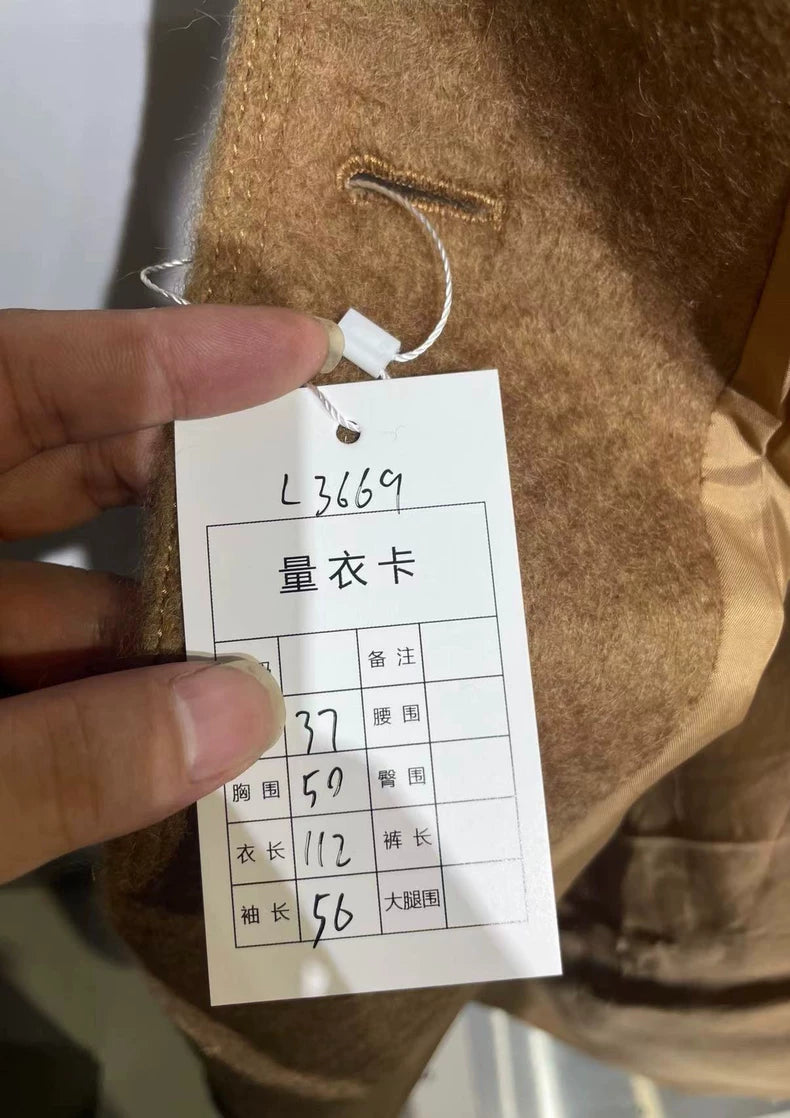 L3669
量衣卡
备注
37 腰围
胸围 50 臀围
衣长 112 裤长
袖长 56 大腿围